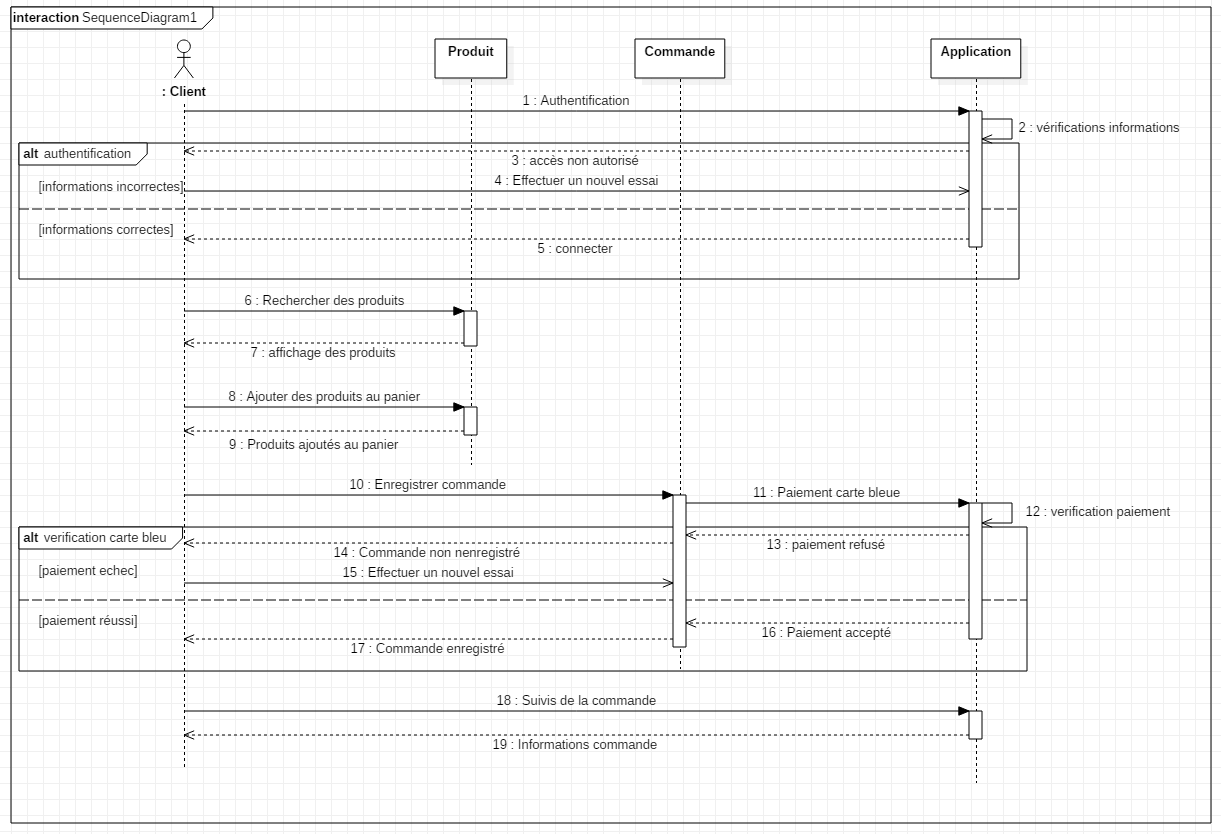 interaction SequenceDiagram1
Produit
Commande
Application
: Client
1 : Authentification
2 : vérifications informations
alt authentification
3 : accès non autorisé
[informations incorrectes]
4 : Effectuer un nouvel essai
[informations correctes]
5 : connecter
6 : Rechercher des produits
7 : affichage des produits
8 : Ajouter des produits au panier
9 : Produits ajoutés au panier
10 : Enregistrer commande
11 : Paiement carte bleue
12 : verification paiement
alt verification carte bleu
13 : paiement refusé
14 : Commande non nenregistré
[paiement echec]
15 : Effectuer un nouvel essai
[paiement réussi]
16 : Paiement accepté
17 : Commande enregistré
18 : Suivis de la commande
19 : Informations commande